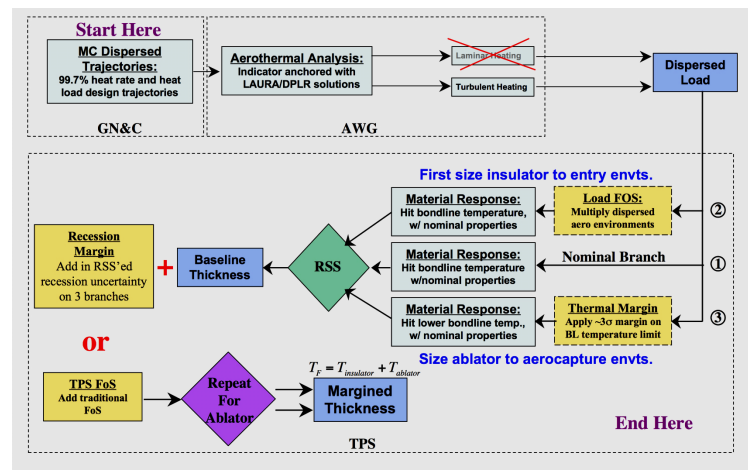 Start Here
MC Dispersed
Trajectories:
99.7% heat rate and heat
load design trajectories
GN&C
Aerothermal Analysis:
Indicator anchored with
LAURA/DPLR solutions
Laminar Heating
Turbulent Heating
AWG
Dispersed
Load
First size insulator to entry envts.
Material Response:
Hit bondline temperature,
w/ nominal properties
Load FOS:
Multiply dispersed
aero environments
②
Recession
Margin
Add in RSS'ed
recession uncertainty
on 3 branches
+
Baseline
Thickness
RSS
Material Response:
Hit bondline temperature
w/nominal properties
Nominal Branch
①
Material Response:
Hit lower bondline temp.,
w/ nominal properties
Thermal Margin
Apply ~3σ margin on
BL temperature limit
③
or
Size ablator to aerocapture envts.
TPS FoS
Add traditional
FoS
Repeat
For
Ablator
T_F = T_insulator + T_ablator
Margined
Thickness
End Here
TPS